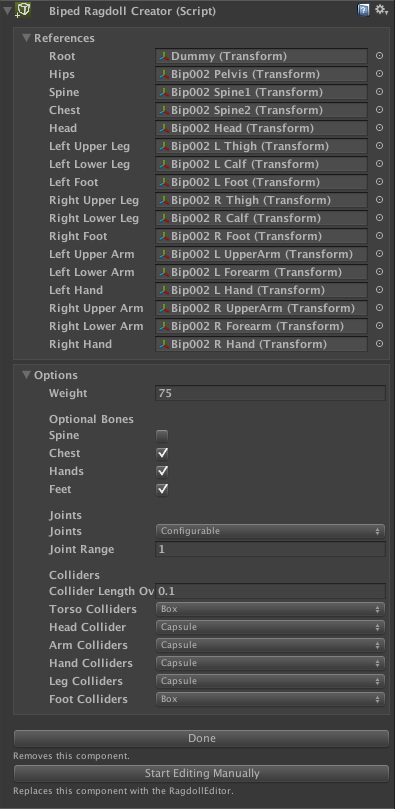 Biped Ragdoll Creator (Script)
References
Root Dummy (Transform)
Hips Bip002 Pelvis (Transform)
Spine Bip002 Spine1 (Transform)
Chest Bip002 Spine2 (Transform)
Head Bip002 Head (Transform)
Left Upper Leg Bip002 L Thigh (Transform)
Left Lower Leg Bip002 L Calf (Transform)
Left Foot Bip002 L Foot (Transform)
Right Upper Leg Bip002 R Thigh (Transform)
Right Lower Leg Bip002 R Calf (Transform)
Right Foot Bip002 R Foot (Transform)
Left Upper Arm Bip002 L UpperArm (Transform)
Left Lower Arm Bip002 L Forearm (Transform)
Left Hand Bip002 L Hand (Transform)
Right Upper Arm Bip002 R UpperArm (Transform)
Right Lower Arm Bip002 R Forearm (Transform)
Right Hand Bip002 R Hand (Transform)
Options
Weight 75
Optional Bones
Spine
Chest
Hands
Feet
Joints
Joints Configurable
Joint Range 1
Colliders
Collider Length Ov 0.1
Torso Colliders Box
Head Collider Capsule
Arm Colliders Capsule
Hand Colliders Capsule
Leg Colliders Capsule
Foot Colliders Box
Done
Removes this component.
Start Editing Manually
Replaces this component with the RagdollEditor.